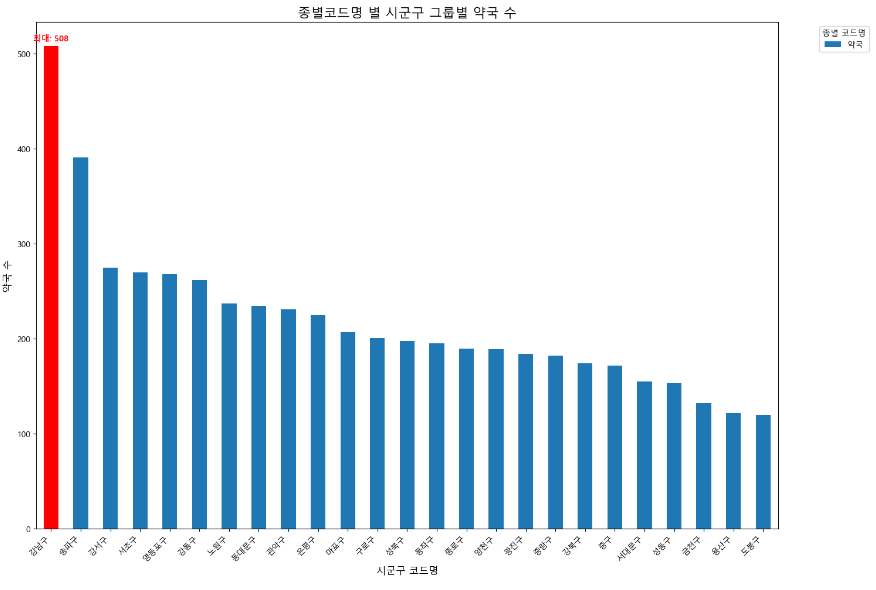 종별코드명 별 시군구 그룹별 약국 수
종별 코드명
약국
최대: 508
500
400
300
200
100
0
약국 수
강남구
송파구
강서구
서초구
영등포구
강동구
노원구
동대문구
관악구
은평구
마포구
구로구
성북구
동작구
종로구
양천구
광진구
중랑구
강북구
중구
서대문구
성동구
금천구
용산구
도봉구
시군구 코드명